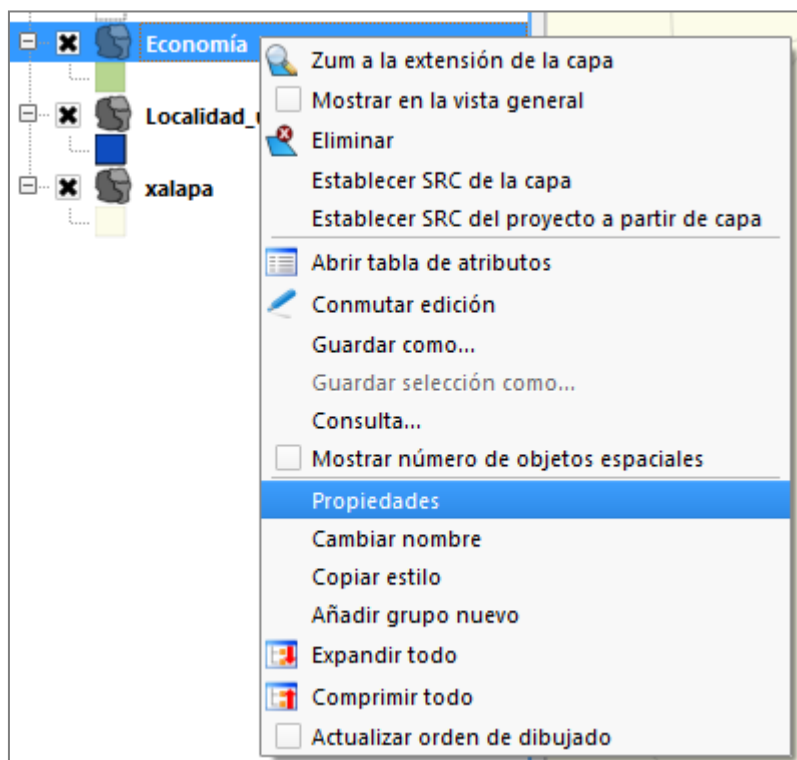 Economía
Localidad_u
xalapa
Zum a la extensión de la capa
Mostrar en la vista general
Eliminar
Establecer SRC de la capa
Establecer SRC del proyecto a partir de capa
Abrir tabla de atributos
Conmutar edición
Guardar como...
Guardar selección como...
Consulta...
Mostrar número de objetos espaciales
Propiedades
Cambiar nombre
Copiar estilo
Añadir grupo nuevo
Expandir todo
Comprimir todo
Actualizar orden de dibujado